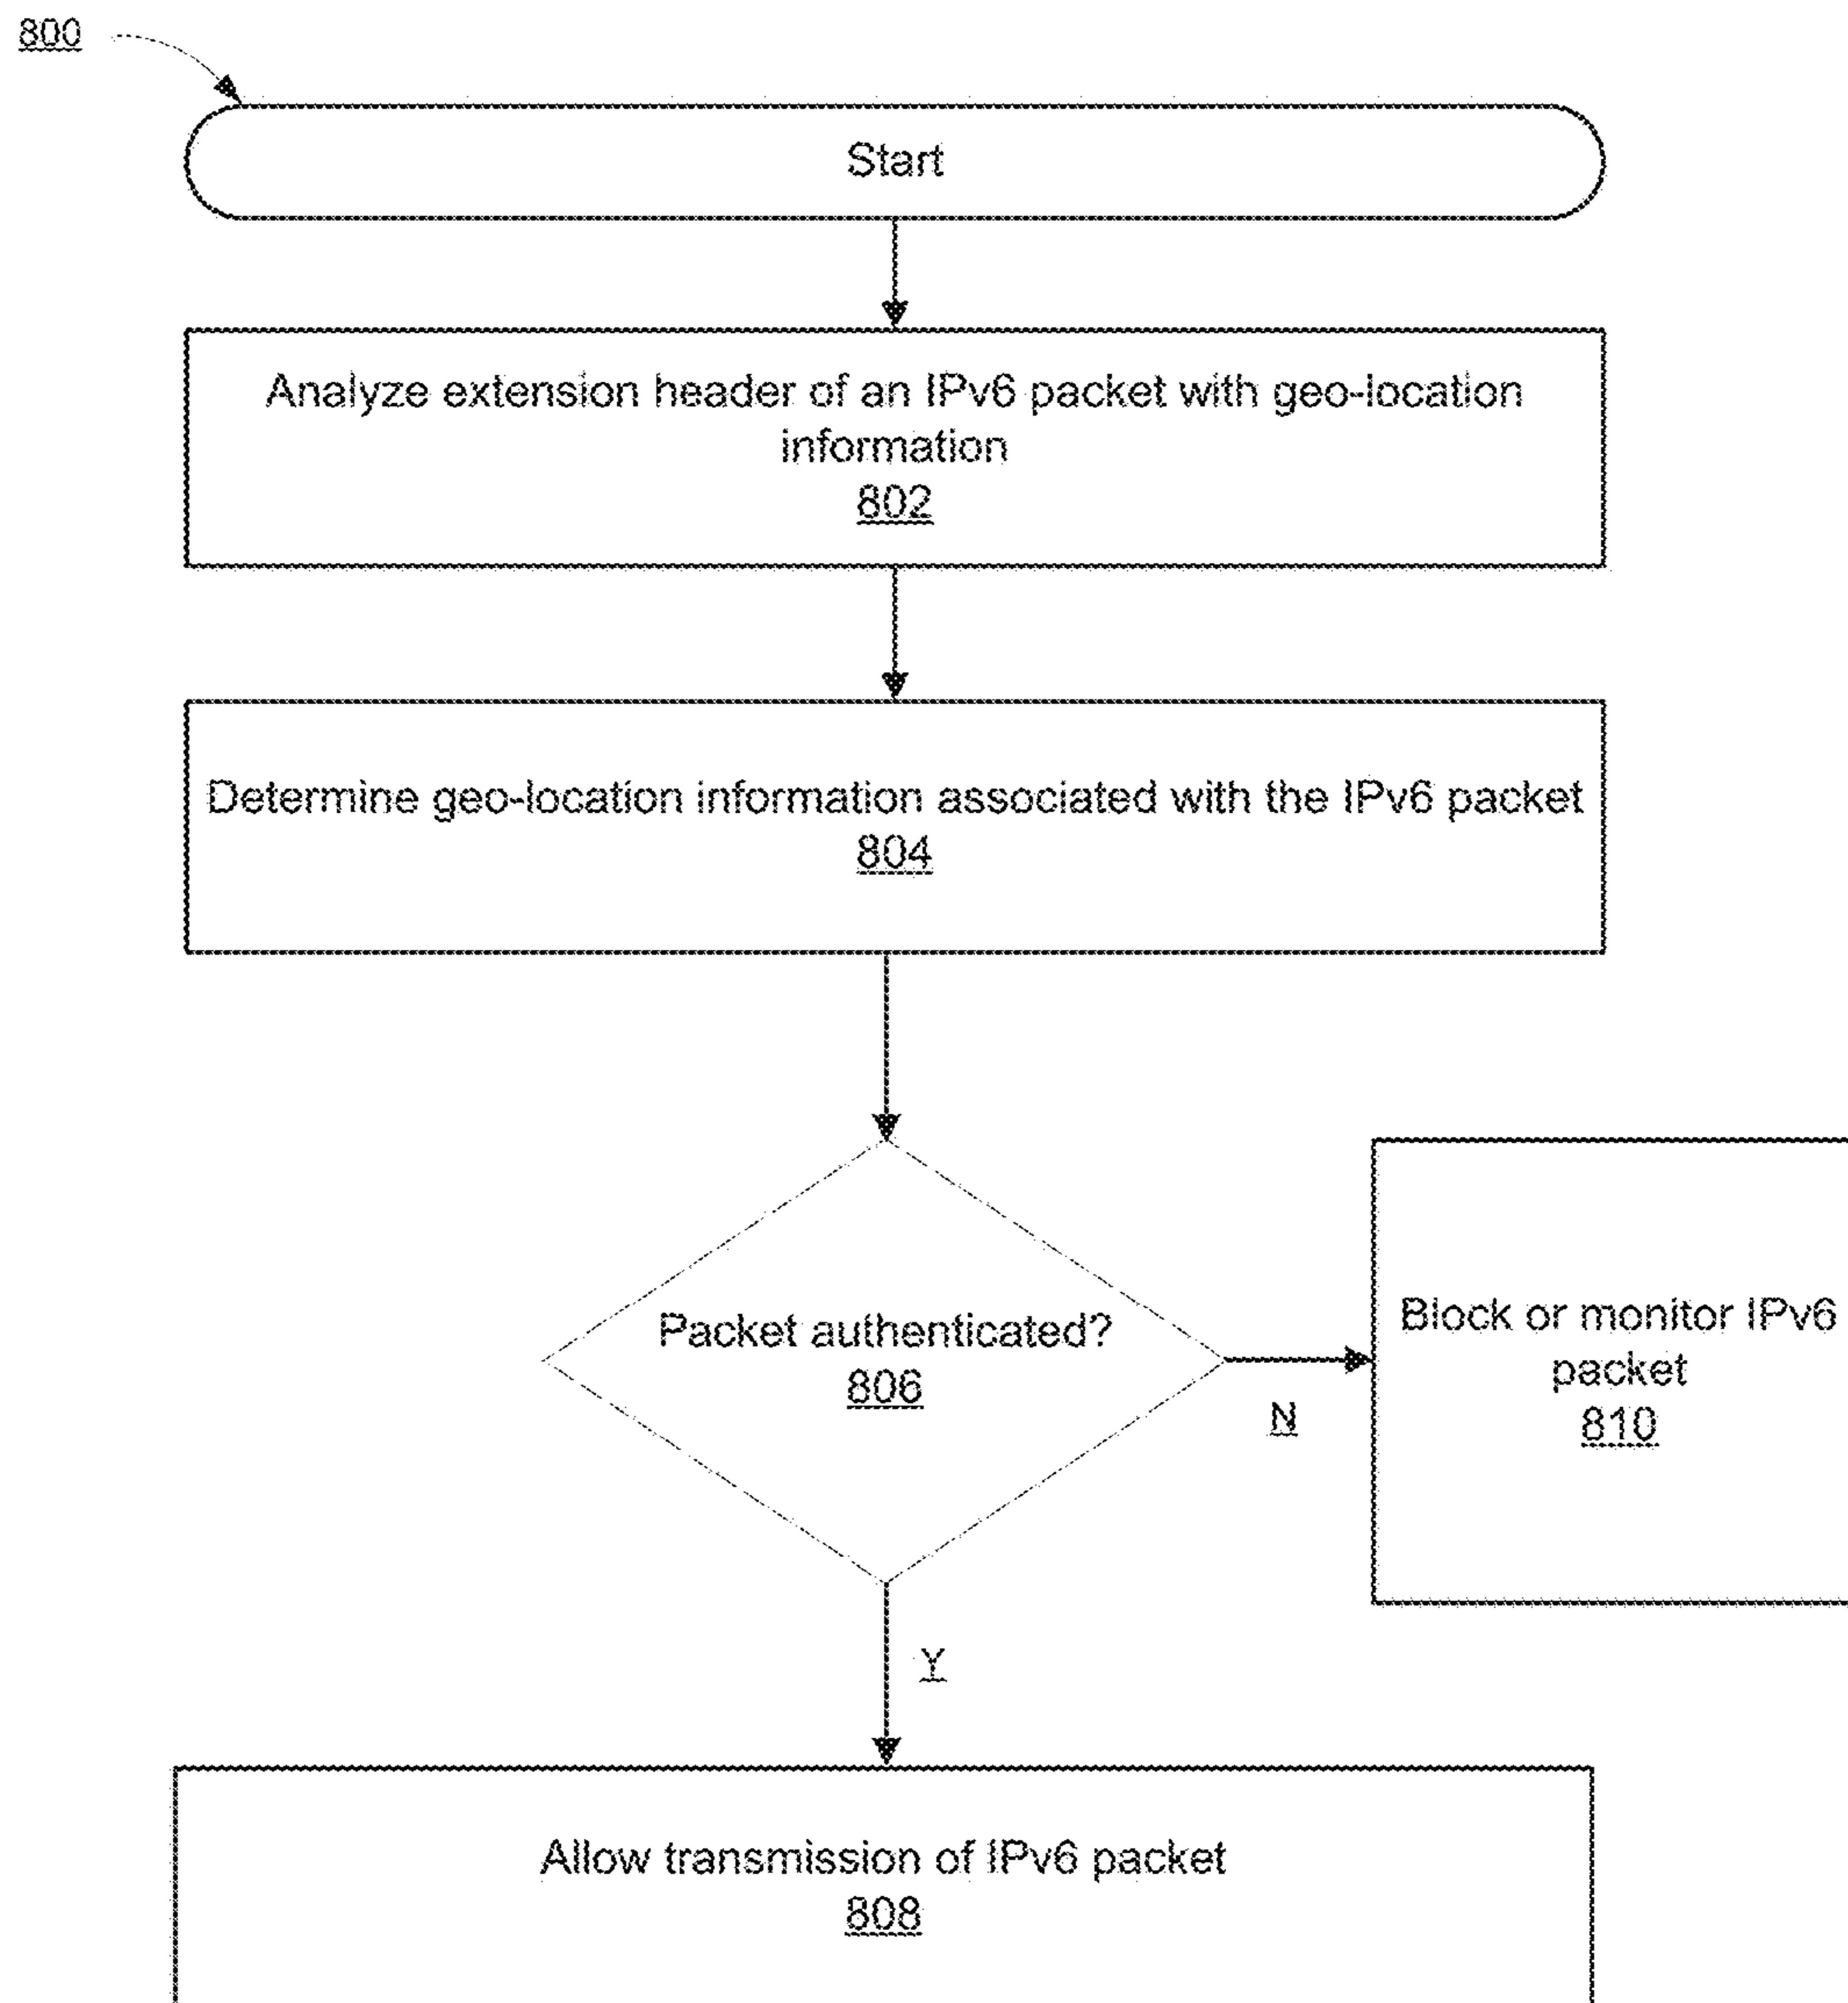 800
Start
Analyze extension header of an IPv6 packet with geo-location
information
802
Determine geo-location information associated with the IPv6 packet
804
Packet authenticated?
806
N
Block or monitor IPv6
packet
810
Y
Allow transmission of IPv6 packet
808